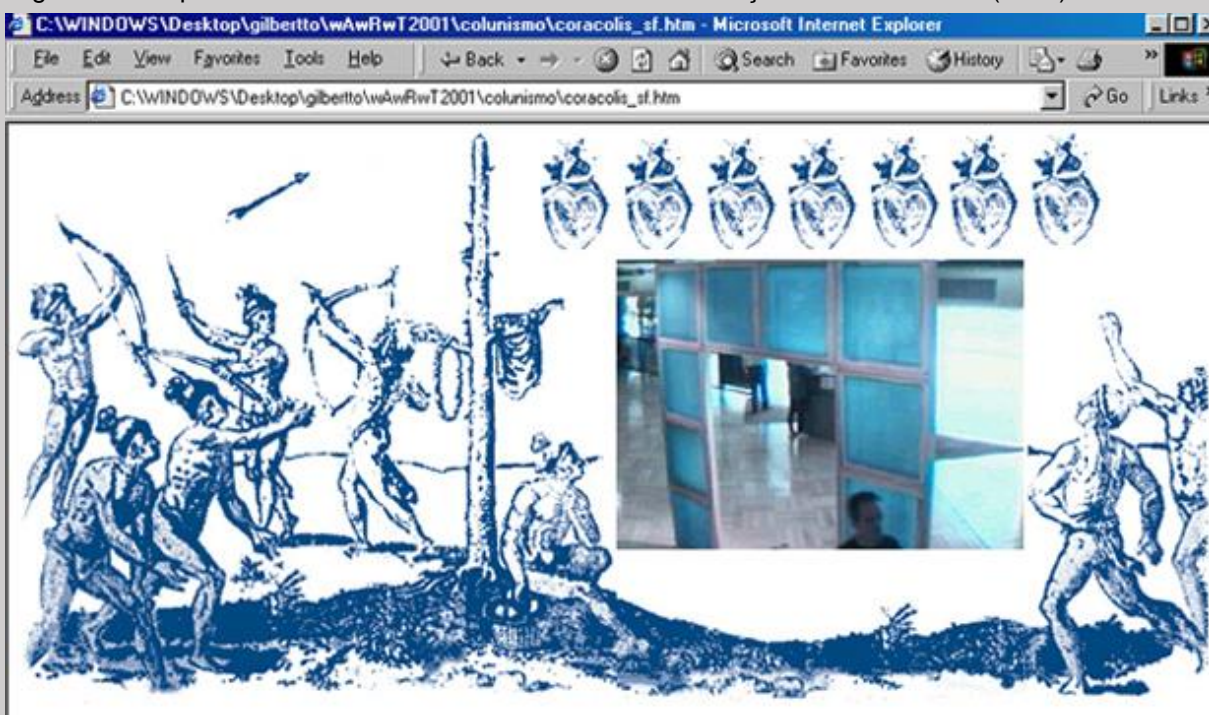 C:\WINDOWS\Desktop\gilbertto\wAwRwT2001\colunismo\coracolis_sf.htm - Microsoft Internet Explorer
File Edit View Favorites Tools Help Back Search Favorites History »
Address C:\WINDOWS\Desktop\gilbertto\wAwRwT2001\colunismo\coracolis_sf.htm Go Links